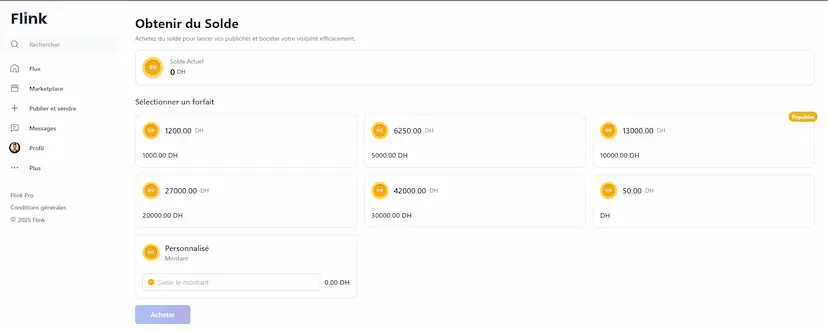 Flink
Rechercher
Flux
Marketplace
Publier et vendre
Messages
Profil
Plus
Flink Pro
Conditions génerales
© 2025 Flink
Obtenir du Solde
Achetez du solde pour lancer vos publicités et booster votre visibilité efficacement.
Solde Actuel
0 DH
Sélectionner un forfait
1200.00 DH
1000.00 DH
6250.00 DH
5000.00 DH
Populaire
13000.00 DH
10000.00 DH
27000.00 DH
20000.00 DH
42000.00 DH
30000.00 DH
50.00 DH
DH
Personnalisé
Montant
Saisir le montant
0.00 DH
Acheter